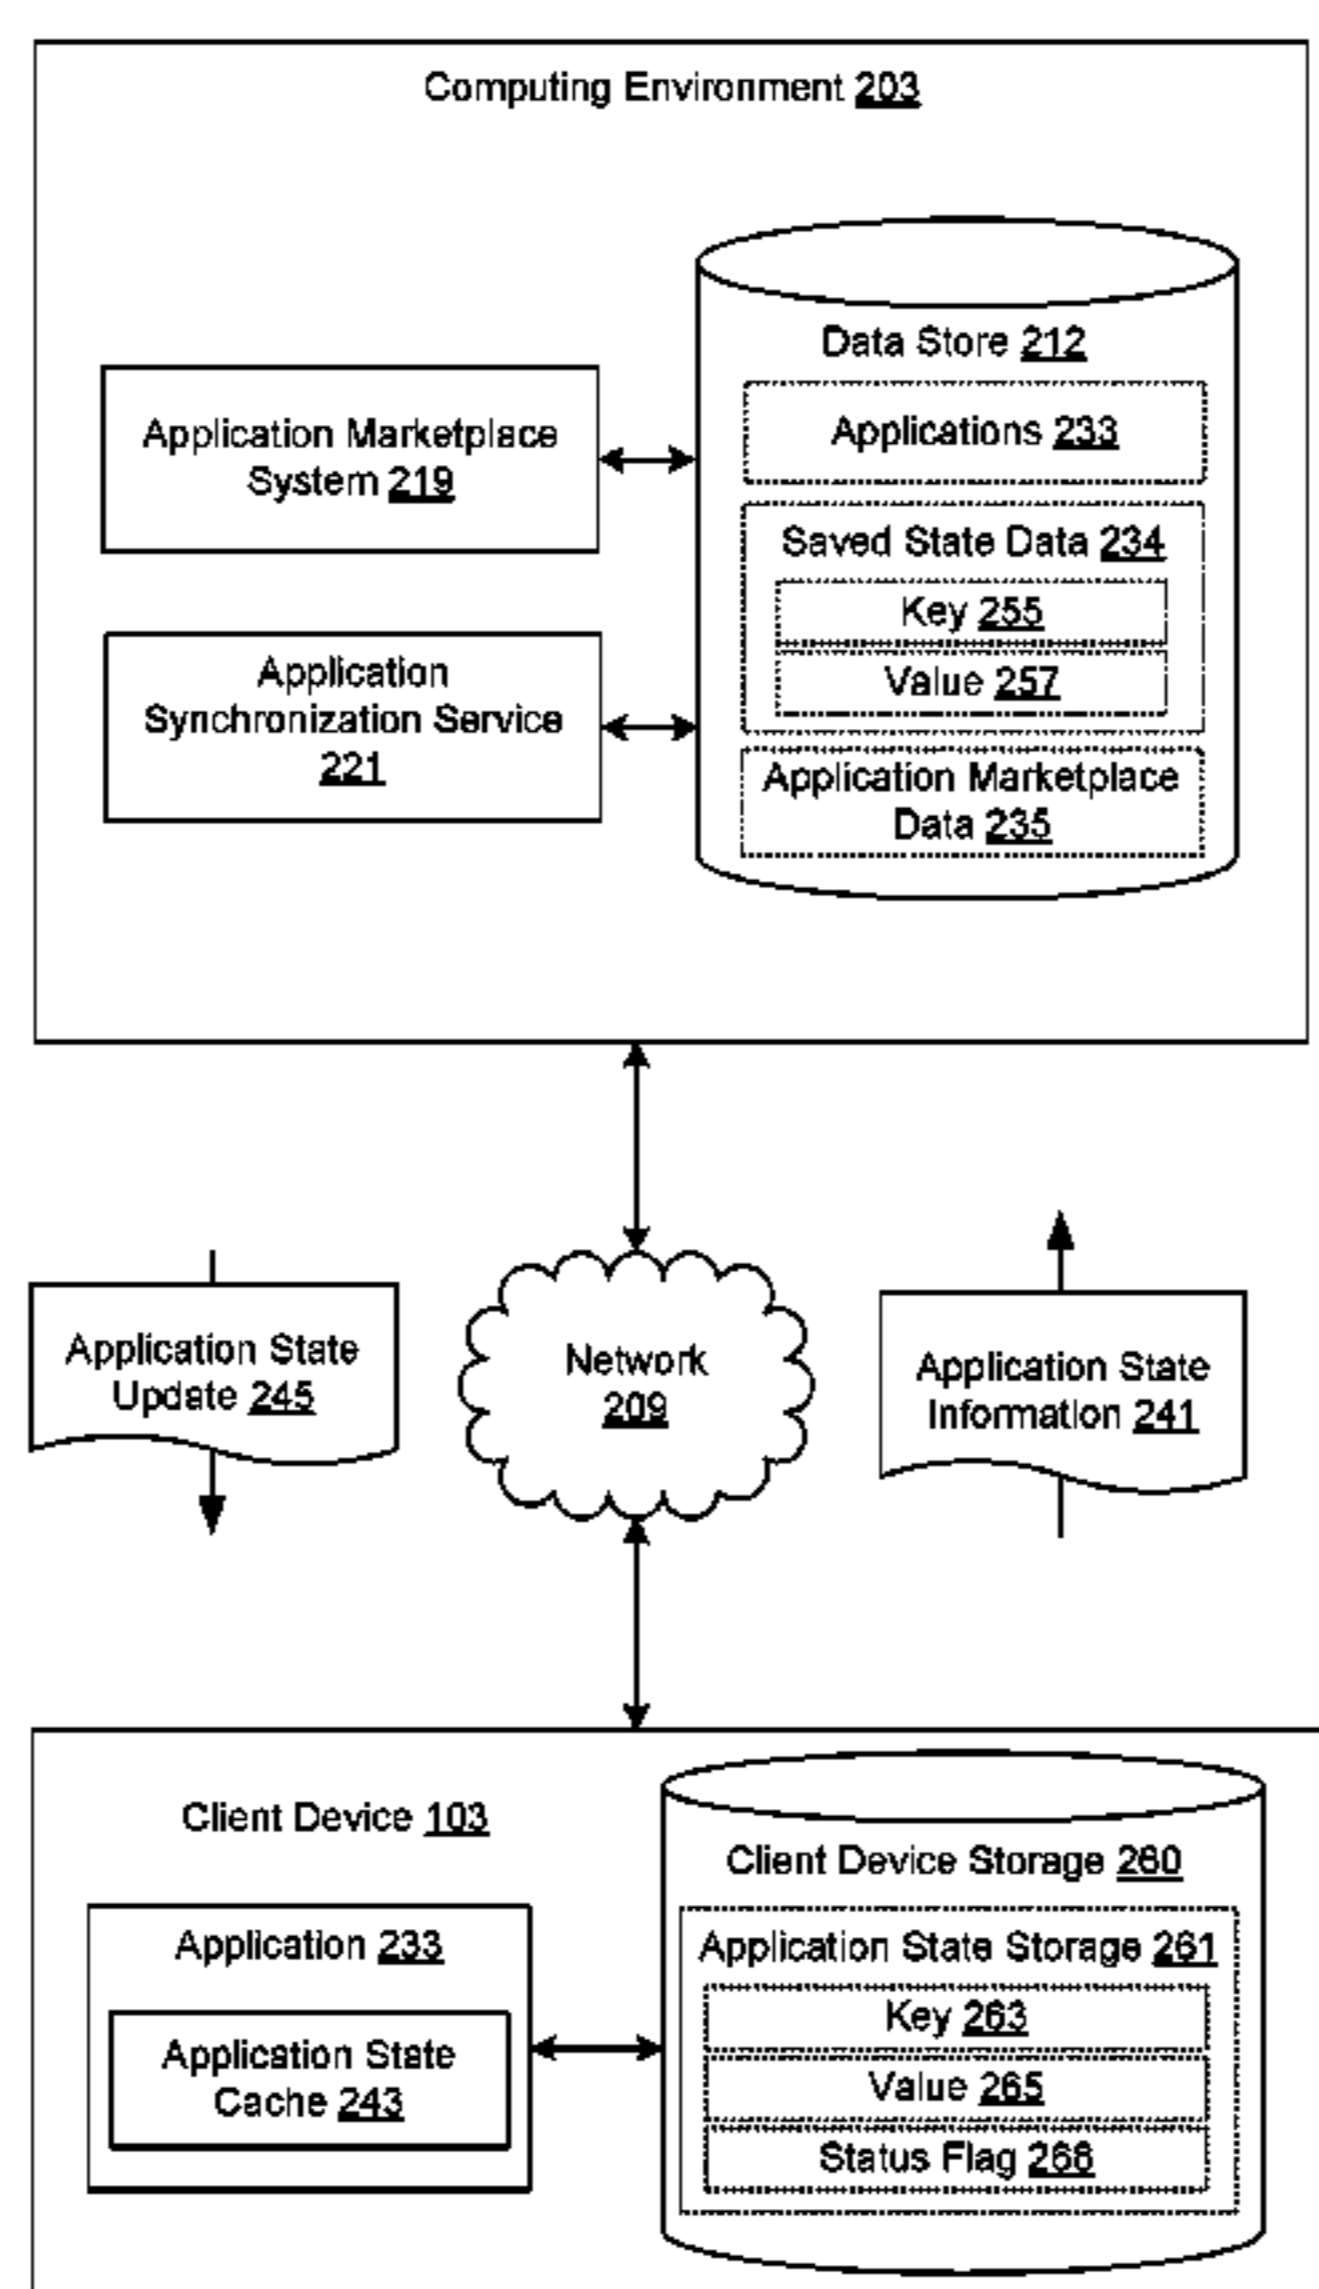 Computing Environment 203
Data Store 212
Applications 233
Application Marketplace
System 219
Saved State Data 234
Key 255
Value 257
Application
Synchronization Service
221
Application Marketplace
Data 235
Application State
Update 245
Network
209
Application State
Information 241
Client Device 103
Client Device Storage 260
Application 233
Application State Storage 261
Key 263
Application State
Cache 243
Value 265
Status Flag 266